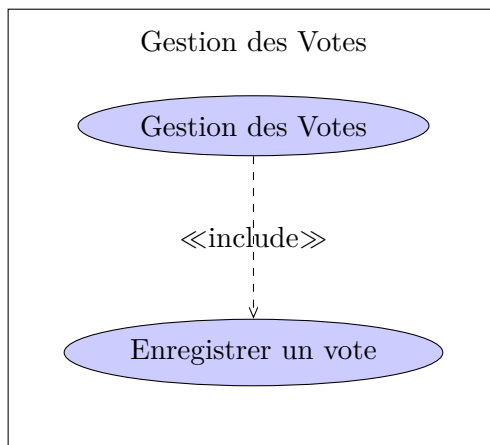 Gestion des Votes
Gestion des Votes
≪include≫
Enregistrer un vote